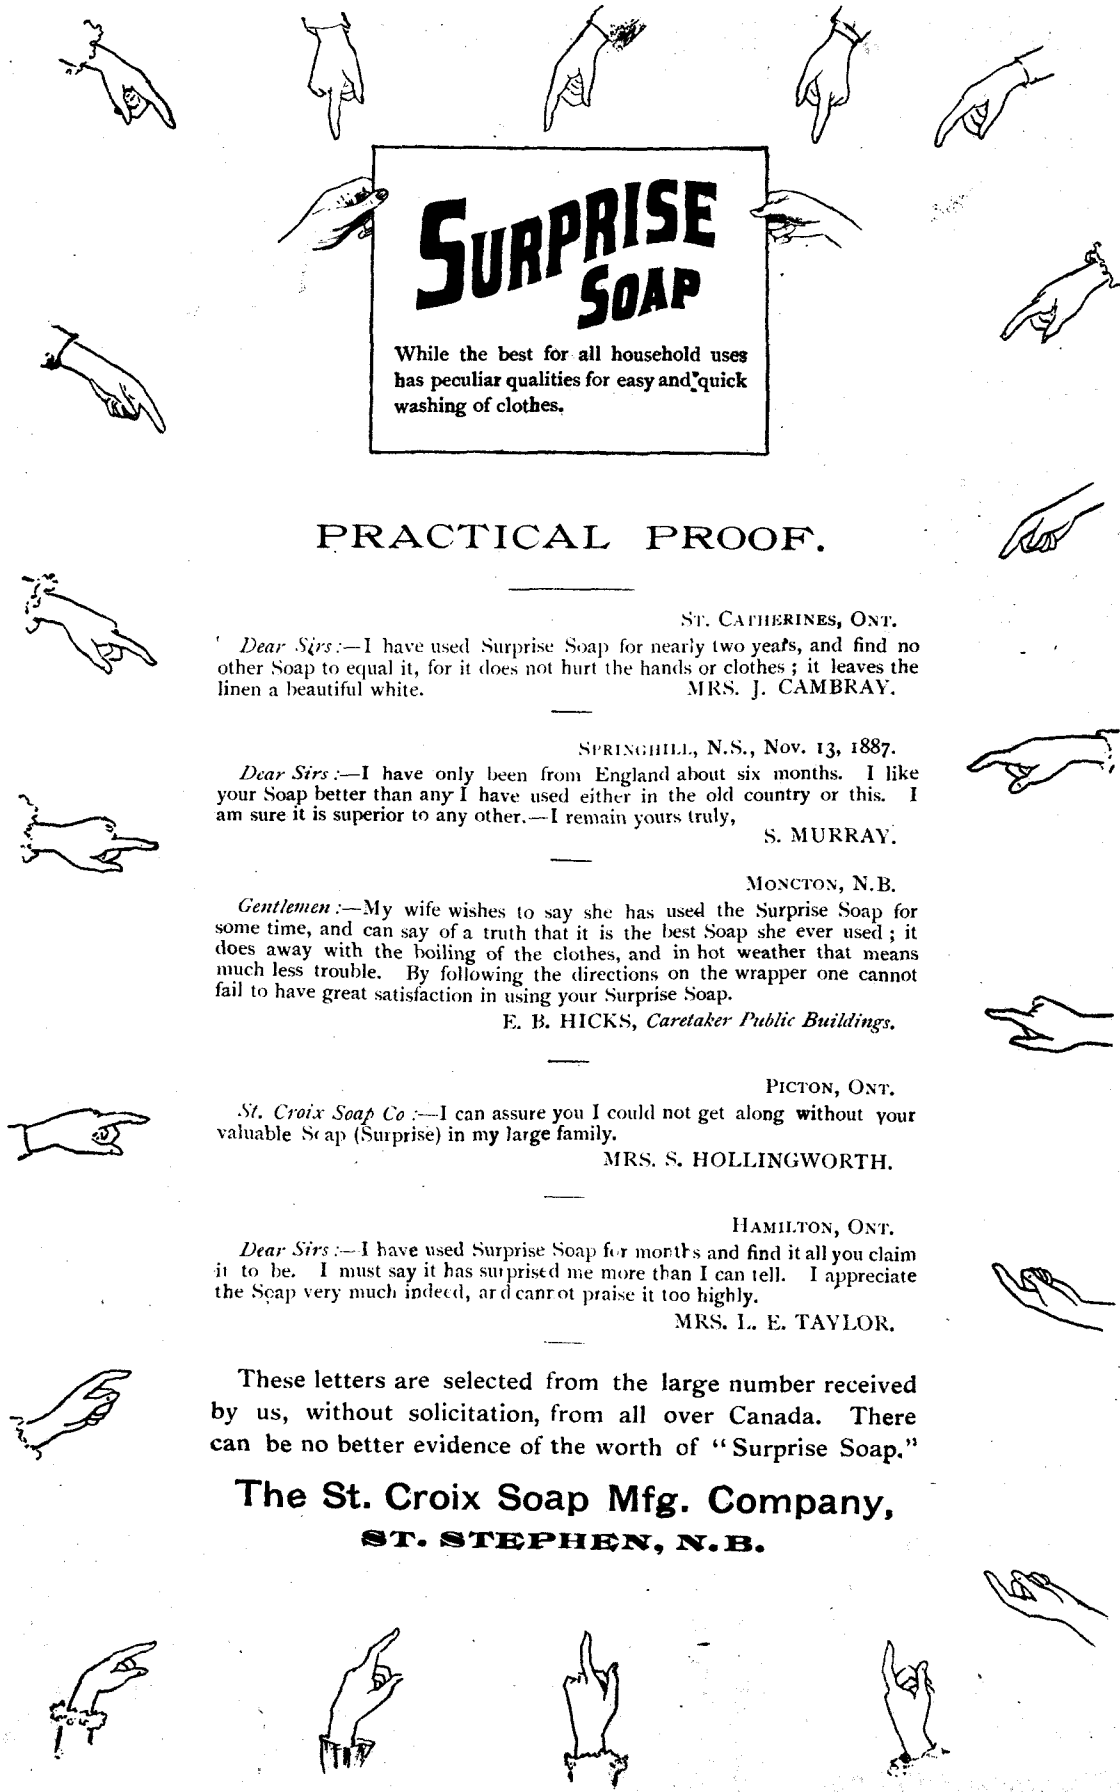 SURPRISE
SOAP
While the best for all household uses
has peculiar qualities for easy and quick
washing of clothes.
PRACTICAL PROOF.
ST. CATHERINES, ONT.
Dear Sirs:—I have used Surprise Soap for nearly two years, and find no
other Soap to equal it, for it does not hurt the hands or clothes; it leaves the
linen a beautiful white. MRS. J. CAMBRAY.
SPRINGHILL, N.S., Nov. 13, 1887.
Dear Sirs:—I have only been from England about six months. I like
your Soap better than any I have used either in the old country or this. I
am sure it is superior to any other.—I remain yours truly,
S. MURRAY.
MONCTON, N.B.
Gentlemen:—My wife wishes to say she has used the Surprise Soap for
some time, and can say of a truth that it is the best Soap she ever used; it
does away with the boiling of the clothes, and in hot weather that means
much less trouble. By following the directions on the wrapper one cannot
fail to have great satisfaction in using your Surprise Soap.
E. B. HICKS, Caretaker Public Buildings.
PICTON, ONT.
St. Croix Soap Co:—I can assure you I could not get along without your
valuable Soap (Surprise) in my large family.
MRS. S. HOLLINGWORTH.
HAMILTON, ONT.
Dear Sirs:—I have used Surprise Soap for months and find it all you claim
it to be. I must say it has surprised me more than I can tell. I appreciate
the Soap very much indeed, and cannot praise it too highly.
MRS. L. E. TAYLOR.
These letters are selected from the large number received
by us, without solicitation, from all over Canada. There
can be no better evidence of the worth of "Surprise Soap."
The St. Croix Soap Mfg. Company,
ST. STEPHEN, N.B.